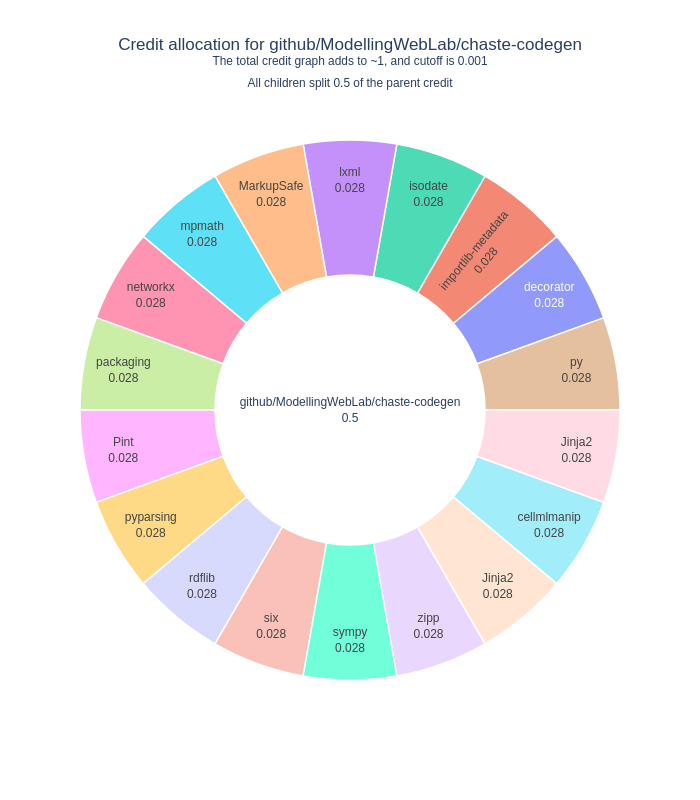 Credit allocation for github/ModellingWebLab/chaste-codegen
The total credit graph adds to ~1, and cutoff is 0.001
All children split 0.5 of the parent credit
lxml
0.028
isodate
0.028
importlib-metadata
0.028
decorator
0.028
py
0.028
Jinja2
0.028
cellmlmanip
0.028
Jinja2
0.028
zipp
0.028
sympy
0.028
six
0.028
rdflib
0.028
pyparsing
0.028
Pint
0.028
packaging
0.028
networkx
0.028
mpmath
0.028
MarkupSafe
0.028
github/ModellingWebLab/chaste-codegen
0.5